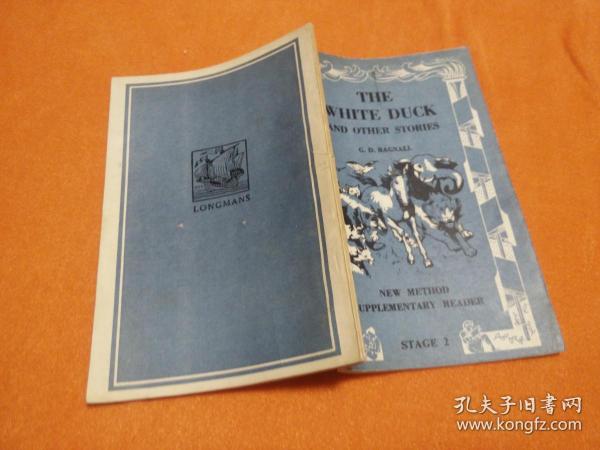 THE
WHITE DUCK
AND OTHER STORIES
G. D. BAGNALL
NEW METHOD
SUPPLEMENTARY READER
STAGE 2
LONGMANS
孔夫子旧书网
www.kongfz.com